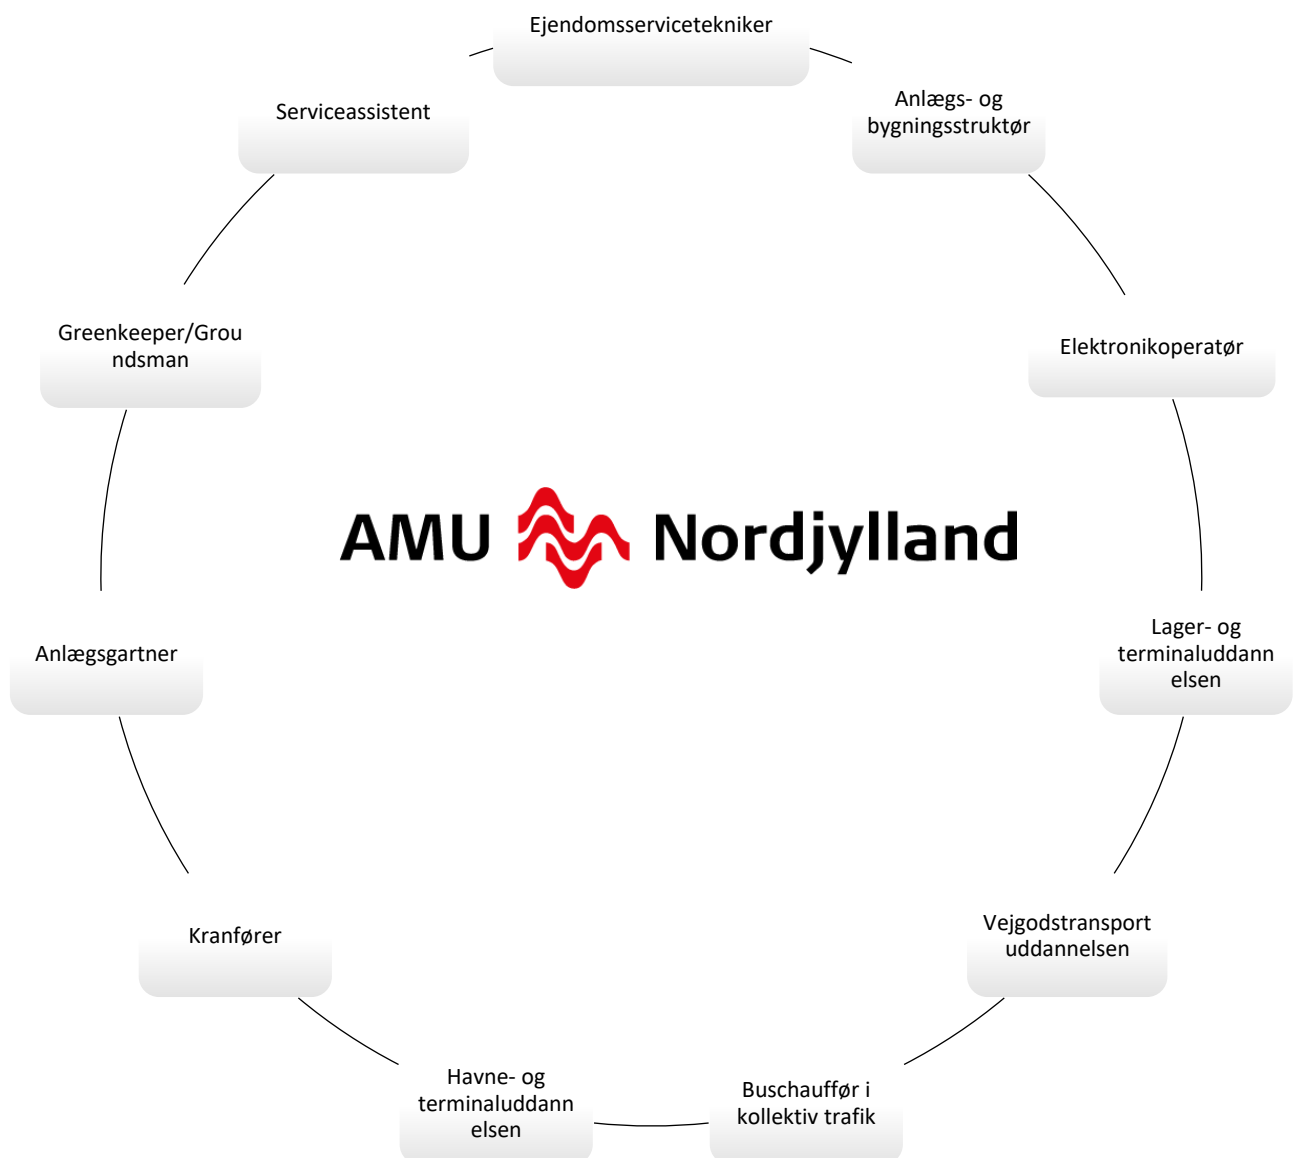 Ejendomsservicetekniker
Anlægs- og
bygningsstruktør
Elektronikoperatør
Lager- og
terminaluddann
elsen
Vejgodstransport
uddannelsen
Buschauffør i
kollektiv trafik
Havne- og
terminaluddann
elsen
Kranfører
Anlægsgartner
Greenkeeper/Grou
ndsman
Serviceassistent
AMU Nordjylland